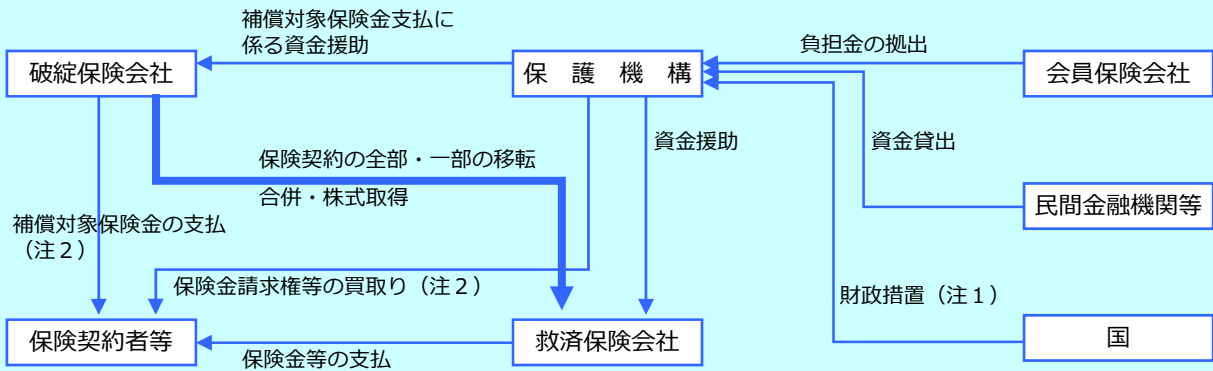 補償対象保険金支払に
係る資金援助
負担金の拠出
破綻保険会社
保護機構
会員保険会社
資金援助
資金貸出
保険契約の全部・一部の移転
合併・株式取得
民間金融機関等
補償対象保険金の支払
（注２）
保険金請求権等の買取り（注２）
財政措置（注１）
保険契約者等
救済保険会社
国
保険金等の支払